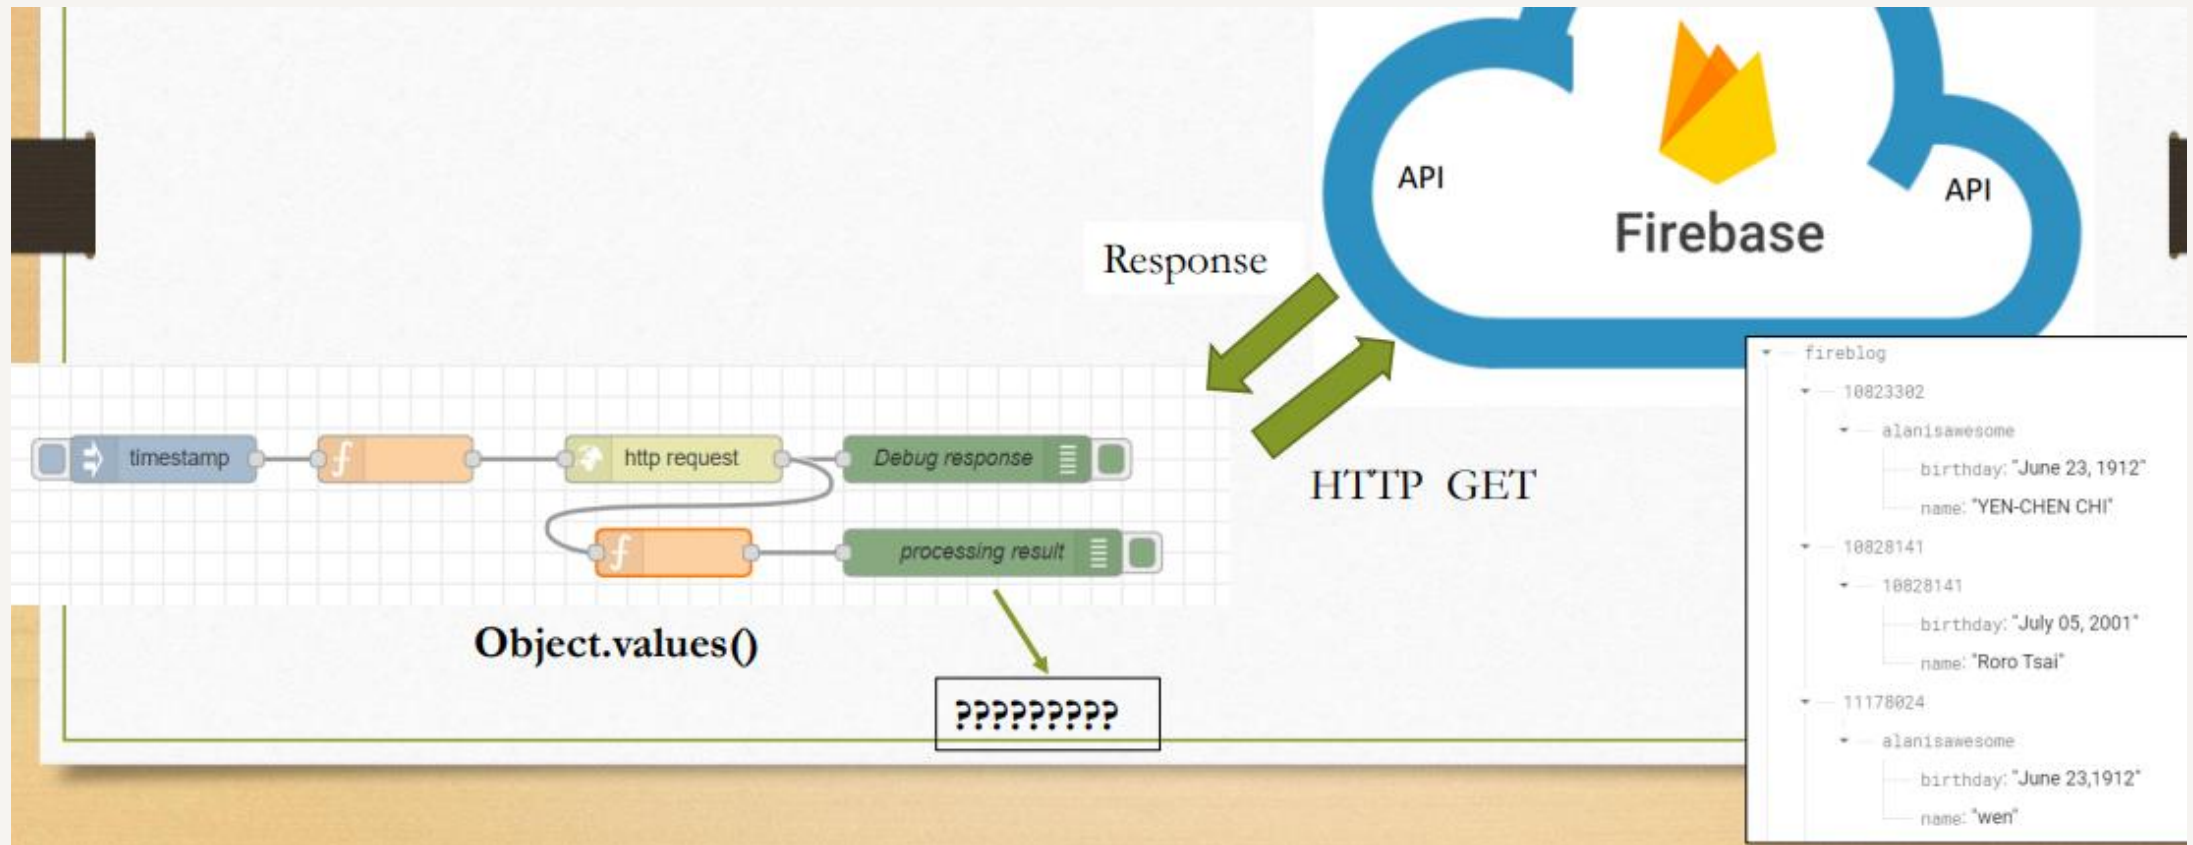 API
API
Firebase
Response
HTTP GET
timestamp
f
http request
Debug response
f
processing result
Object.values()
?????????
fireblog
10823302
alanisawesome
birthday: "June 23, 1912"
name: "YEN-CHEN CHI"
10828141
10828141
birthday: "July 05, 2001"
name: "Roro Tsai"
11178024
alanisawesome
birthday: "June 23,1912"
name: "wen"